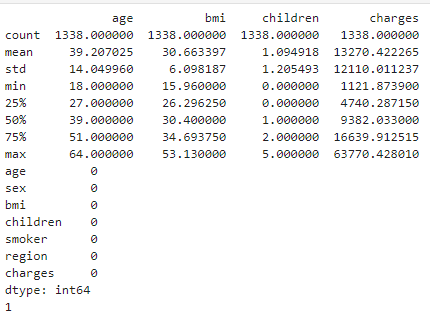 age bmi children charges
count 1338.000000 1338.000000 1338.000000 1338.000000
mean 39.207025 30.663397 1.094918 13270.422265
std 14.049960 6.098187 1.205493 12110.011237
min 18.000000 15.960000 0.000000 1121.873900
25% 27.000000 26.296250 0.000000 4740.287150
50% 39.000000 30.400000 1.000000 9382.033000
75% 51.000000 34.693750 2.000000 16639.912515
max 64.000000 53.130000 5.000000 63770.428010
age 0
sex 0
bmi 0
children 0
smoker 0
region 0
charges 0
dtype: int64
1